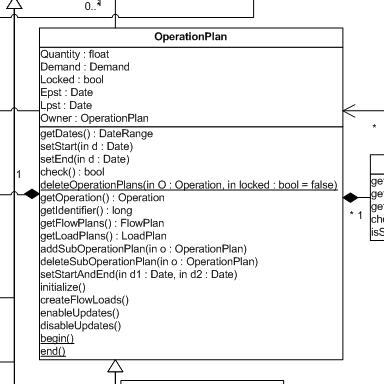 0..*
OperationPlan
Quantity : float
Demand : Demand
Locked : bool
Epst : Date
Lpst : Date
Owner : OperationPlan
*
getDates() : DateRange
setStart(in d : Date)
setEnd(in d : Date)
check() : bool
1
deleteOperationPlans(in O : Operation, in locked : bool = false)
ge
getOperation() : Operation
ge
getIdentifier() : long
ge
getFlowPlans() : FlowPlan
* 1
che
getLoadPlans() : LoadPlan
isS
addSubOperationPlan(in o : OperationPlan)
deleteSubOperationPlan(in o : OperationPlan)
setStartAndEnd(in d1 : Date, in d2 : Date)
initialize()
createFlowLoads()
enableUpdates()
disableUpdates()
begin()
end()